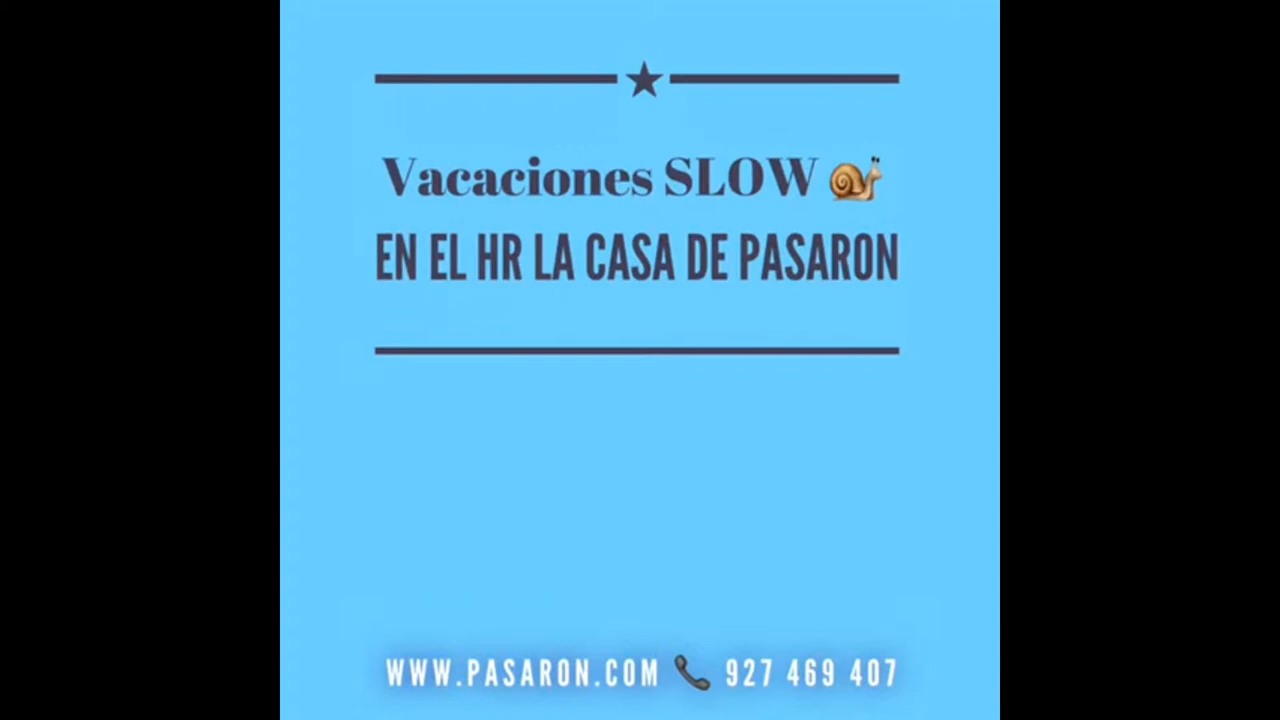 Vacaciones SLOW 🐌
EN EL HR LA CASA DE PASARON
WWW.PASARON.COM 📞 927 469 407